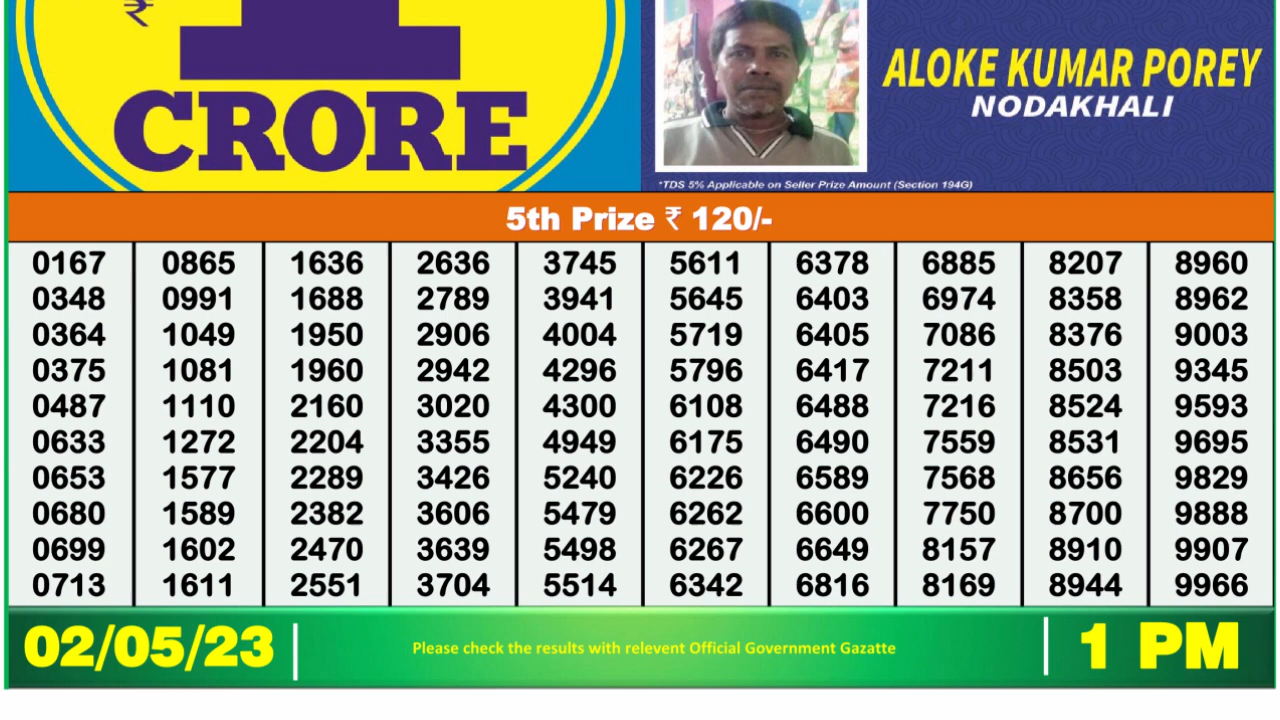 ₹
1
CRORE
ALOKE KUMAR POREY
NODAKHALI
*TDS 5% Applicable on Seller Prize Amount (Section 194G)
5th Prize ₹ 120/-
0167 0865 1636 2636 3745 5611 6378 6885 8207 8960
0348 0991 1688 2789 3941 5645 6403 6974 8358 8962
0364 1049 1950 2906 4004 5719 6405 7086 8376 9003
0375 1081 1960 2942 4296 5796 6417 7211 8503 9345
0487 1110 2160 3020 4300 6108 6488 7216 8524 9593
0633 1272 2204 3355 4949 6175 6490 7559 8531 9695
0653 1577 2289 3426 5240 6226 6589 7568 8656 9829
0680 1589 2382 3606 5479 6262 6600 7750 8700 9888
0699 1602 2470 3639 5498 6267 6649 8157 8910 9907
0713 1611 2551 3704 5514 6342 6816 8169 8944 9966
02/05/23
Please check the results with relevent Official Government Gazatte
1 PM